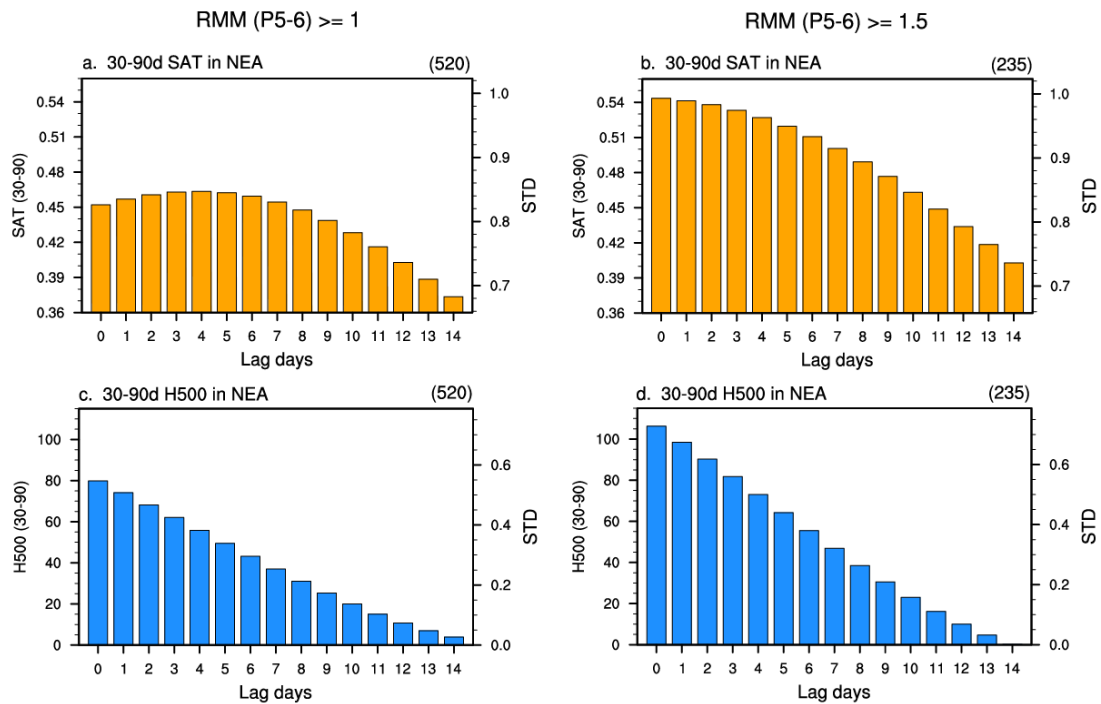 RMM (P5-6) >= 1
RMM (P5-6) >= 1.5
a. 30-90d SAT in NEA (520)
SAT (30-90)
0.54
0.51
0.48
0.45
0.42
0.39
0.36
1.0
0.9
0.8
0.7
STD
0 1 2 3 4 5 6 7 8 9 10 11 12 13 14
Lag days
b. 30-90d SAT in NEA (235)
SAT (30-90)
0.54
0.51
0.48
0.45
0.42
0.39
0.36
1.0
0.9
0.8
0.7
STD
0 1 2 3 4 5 6 7 8 9 10 11 12 13 14
Lag days
c. 30-90d H500 in NEA (520)
H500 (30-90)
100
80
60
40
20
0
0.6
0.4
0.2
0.0
STD
0 1 2 3 4 5 6 7 8 9 10 11 12 13 14
Lag days
d. 30-90d H500 in NEA (235)
H500 (30-90)
100
80
60
40
20
0
0.6
0.4
0.2
0.0
STD
0 1 2 3 4 5 6 7 8 9 10 11 12 13 14
Lag days